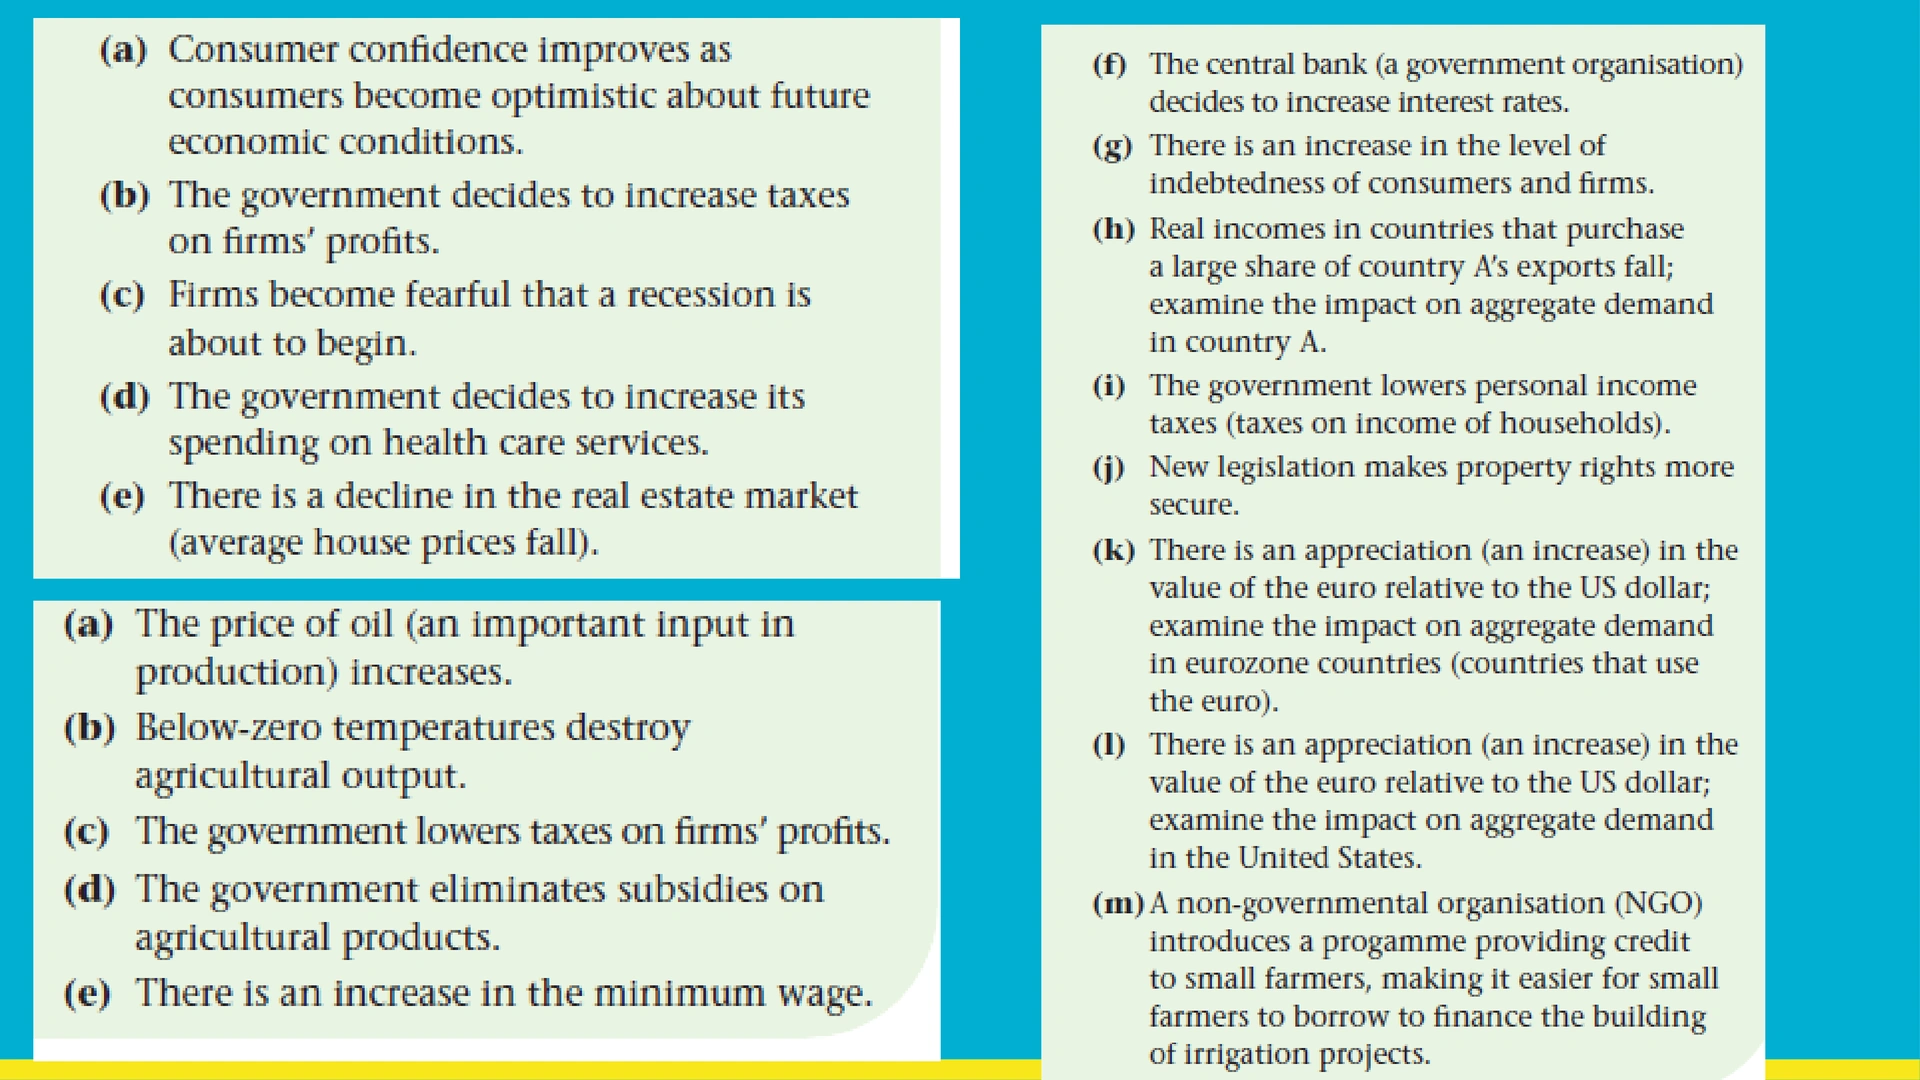 (a) Consumer confidence improves as
consumers become optimistic about future
economic conditions.
(b) The government decides to increase taxes
on firms' profits.
(c) Firms become fearful that a recession is
about to begin.
(d) The government decides to increase its
spending on health care services.
(e) There is a decline in the real estate market
(average house prices fall).
(a) The price of oil (an important input in
production) increases.
(b) Below-zero temperatures destroy
agricultural output.
(c) The government lowers taxes on firms' profits.
(d) The government eliminates subsidies on
agricultural products.
(e) There is an increase in the minimum wage.
(f) The central bank (a government organisation)
decides to increase interest rates.
(g) There is an increase in the level of
indebtedness of consumers and firms.
(h) Real incomes in countries that purchase
a large share of country A's exports fall;
examine the impact on aggregate demand
in country A.
(i) The government lowers personal income
taxes (taxes on income of households).
(j) New legislation makes property rights more
secure.
(k) There is an appreciation (an increase) in the
value of the euro relative to the US dollar;
examine the impact on aggregate demand
in eurozone countries (countries that use
the euro).
(l) There is an appreciation (an increase) in the
value of the euro relative to the US dollar;
examine the impact on aggregate demand
in the United States.
(m) A non-governmental organisation (NGO)
introduces a progamme providing credit
to small farmers, making it easier for small
farmers to borrow to finance the building
of irrigation projects.